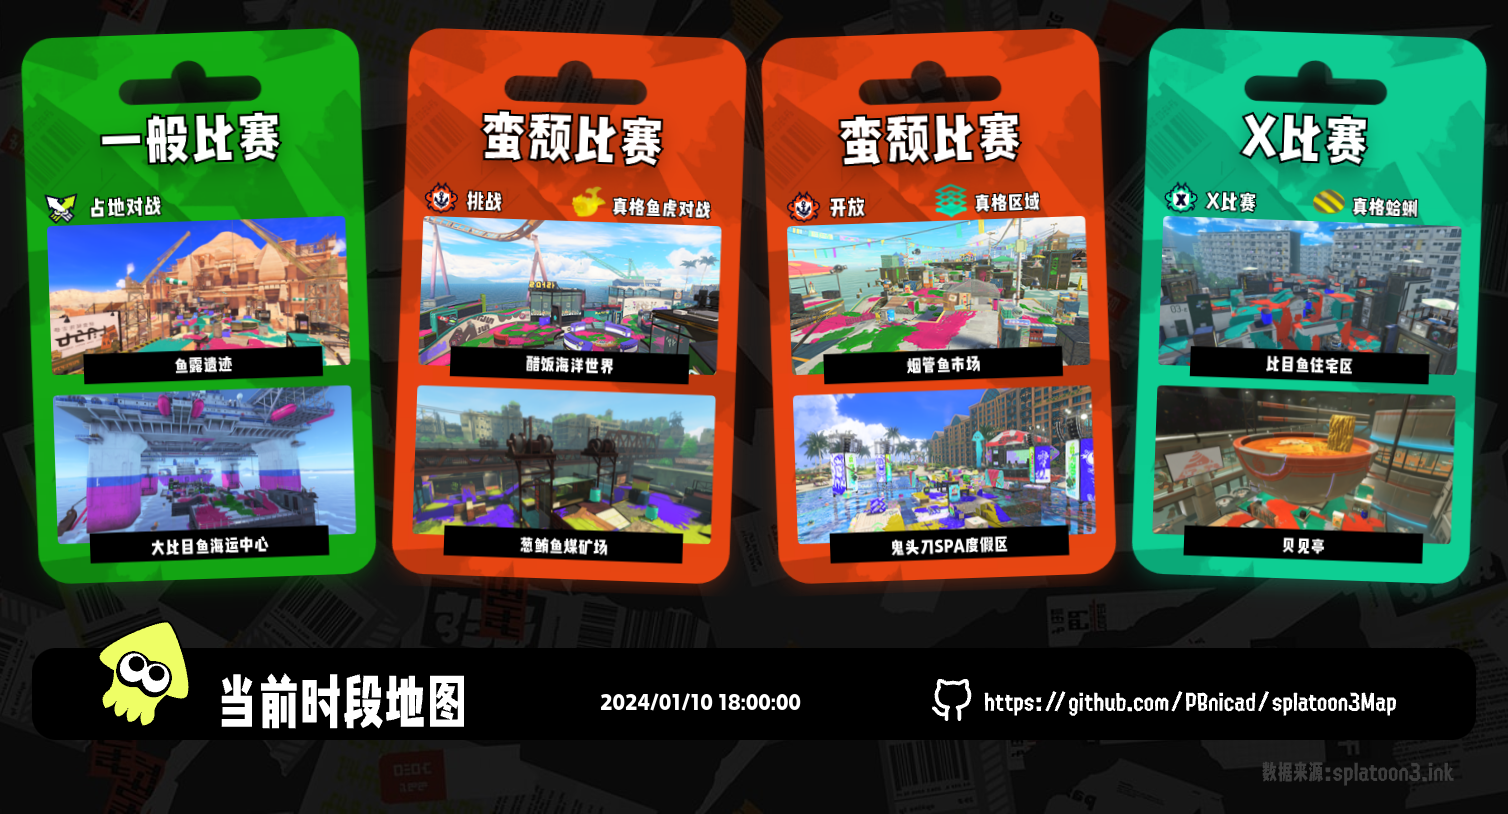 一般比赛
占地对战
鱼露遗迹
大比目鱼海运中心
蛮颓比赛
挑战
真格鱼虎对战
醋饭海洋世界
葱鲔鱼煤矿场
蛮颓比赛
开放
真格区域
烟管鱼市场
鬼头刀SPA度假区
X比赛
X比赛
真格蛤蜊
比目鱼住宅区
贝见亭
当前时段地图
2024/01/10 18:00:00
https://github.com/PBnicad/splatoon3Map
数据来源:splatoon3.ink